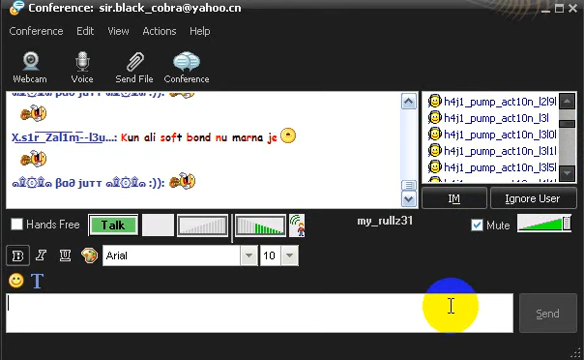 Conference: sir.black_cobra@yahoo.cn
Conference Edit View Actions Help
Webcam Voice Send File Conference
h4j1_pump_act10n_l2l9l
h4j1_pump_act10n_l3l
X.s1r_Zal1m--l3u...: Kun ali soft bond nu marna je
h4j1_pump_act10n_l3l0l
h4j1_pump_act10n_l3l1l
h4j1_pump_act10n_l3l5l
βα∂ јυττ :)):
IM Ignore User
Hands Free Talk my_rullz31 Mute
B I U Arial 10
T
Send